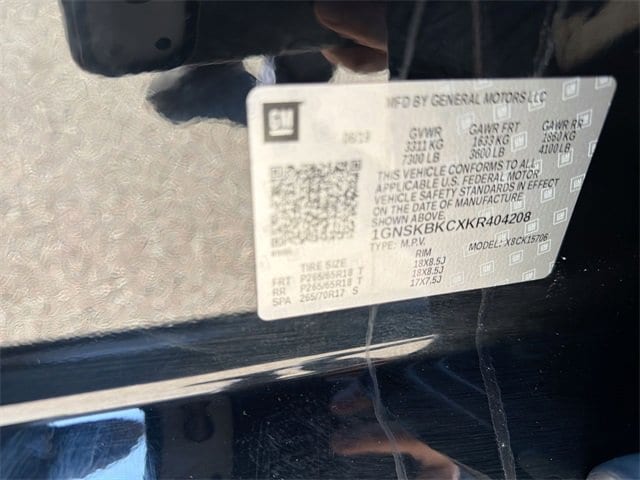 MFD BY GENERAL MOTORS LLC
GM
06/19
GVWR GAWR FRT GAWR RR
3311 KG 1633 KG 1860 KG
7300 LB 3600 LB 4100 LB
THIS VEHICLE CONFORMS TO ALL
APPLICABLE U.S. FEDERAL MOTOR
VEHICLE SAFETY STANDARDS IN EFFECT
ON THE DATE OF MANUFACTURE
SHOWN ABOVE.
1GNSKBKCXKR404208
TYPE: M.P.V. MODEL: X8CK15706
TIRE SIZE RIM
FRT P265/65R18 T 18X8.5J
RR P265/65R18 T 18X8.5J
SPA 265/70R17 S 17X7.5J